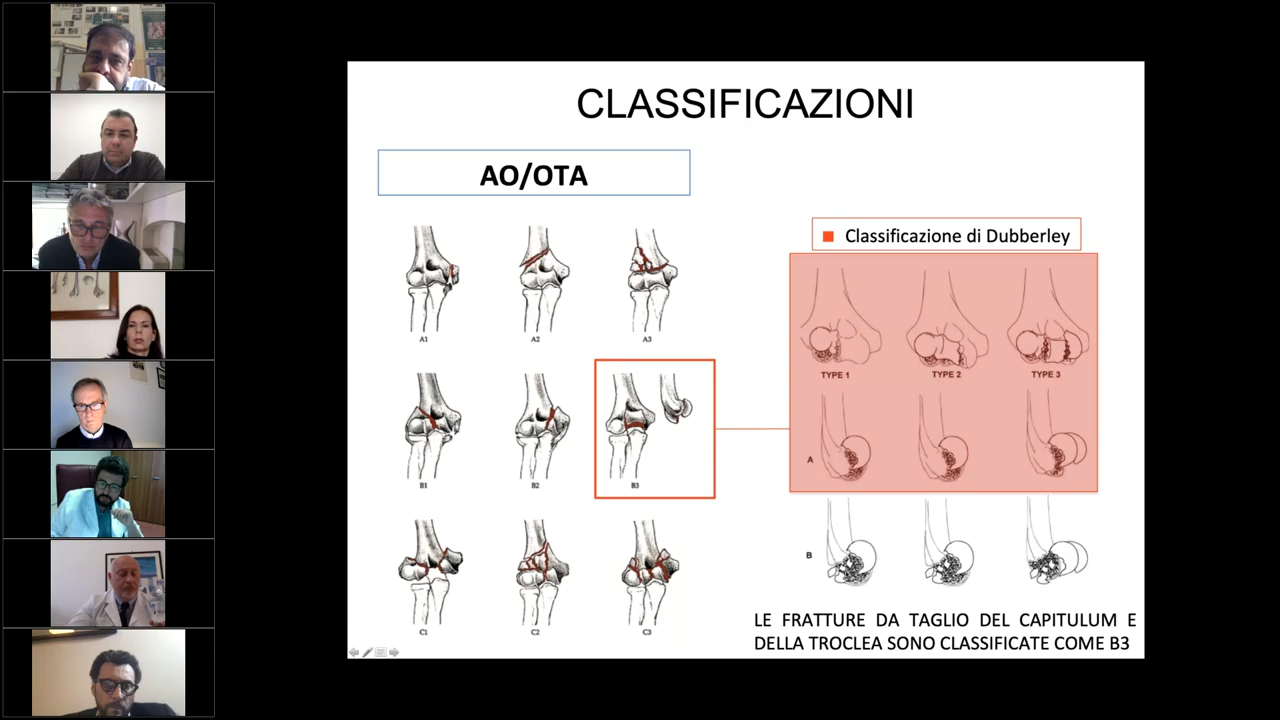 CLASSIFICAZIONI
AO/OTA
Classificazione di Dubberley
A1 A2 A3
TYPE 1 TYPE 2 TYPE 3
B1 B2 B3
A
C1 C2 C3
B
LE FRATTURE DA TAGLIO DEL CAPITULUM E
DELLA TROCLEA SONO CLASSIFICATE COME B3